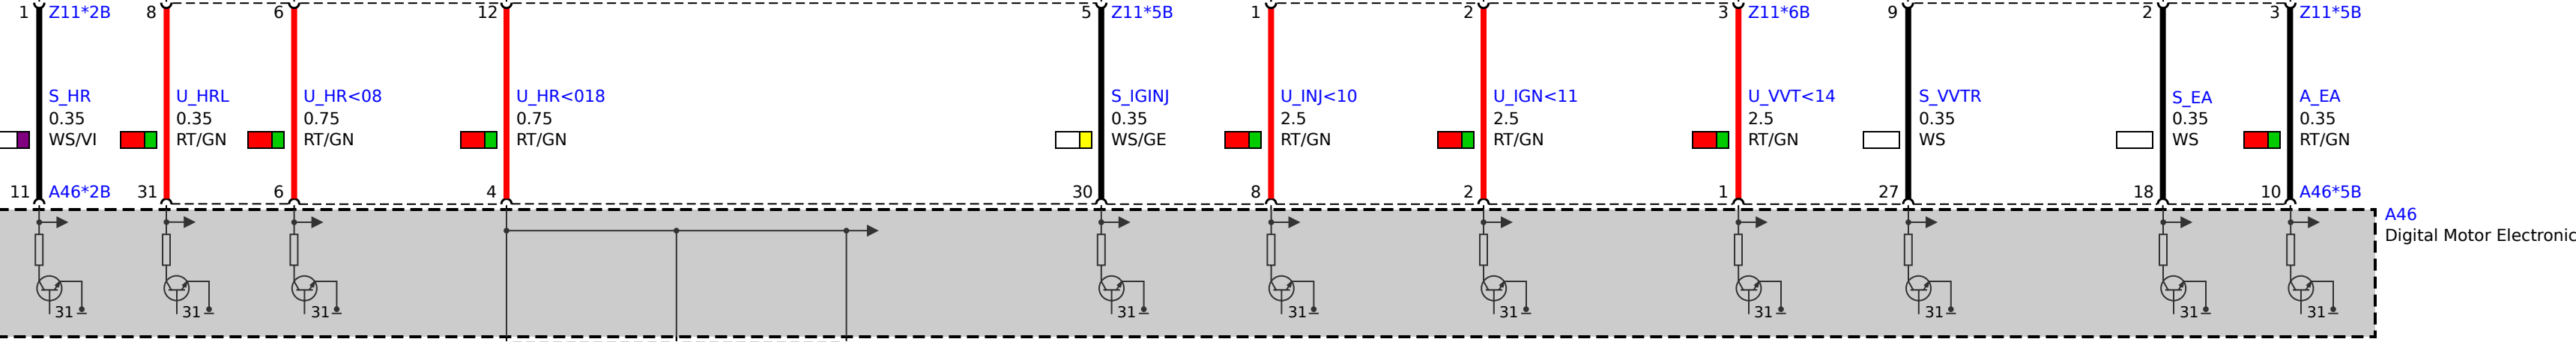 1 Z11*2B 8 6 12 5 Z11*5B 1 2 3 Z11*6B 9 2 3 Z11*5B
S_HR U_HRL U_HR<08 U_HR<018 S_IGINJ U_INJ<10 U_IGN<11 U_VVT<14 S_VVTR S_EA A_EA
0.35 0.35 0.75 0.75 0.35 2.5 2.5 2.5 0.35 0.35 0.35
WS/VI RT/GN RT/GN RT/GN WS/GE RT/GN RT/GN RT/GN WS WS RT/GN
11 A46*2B 31 6 4 30 8 2 1 27 18 10 A46*5B
A46
Digital Motor Electronic
31 31 31 31 31 31 31 31 31 31